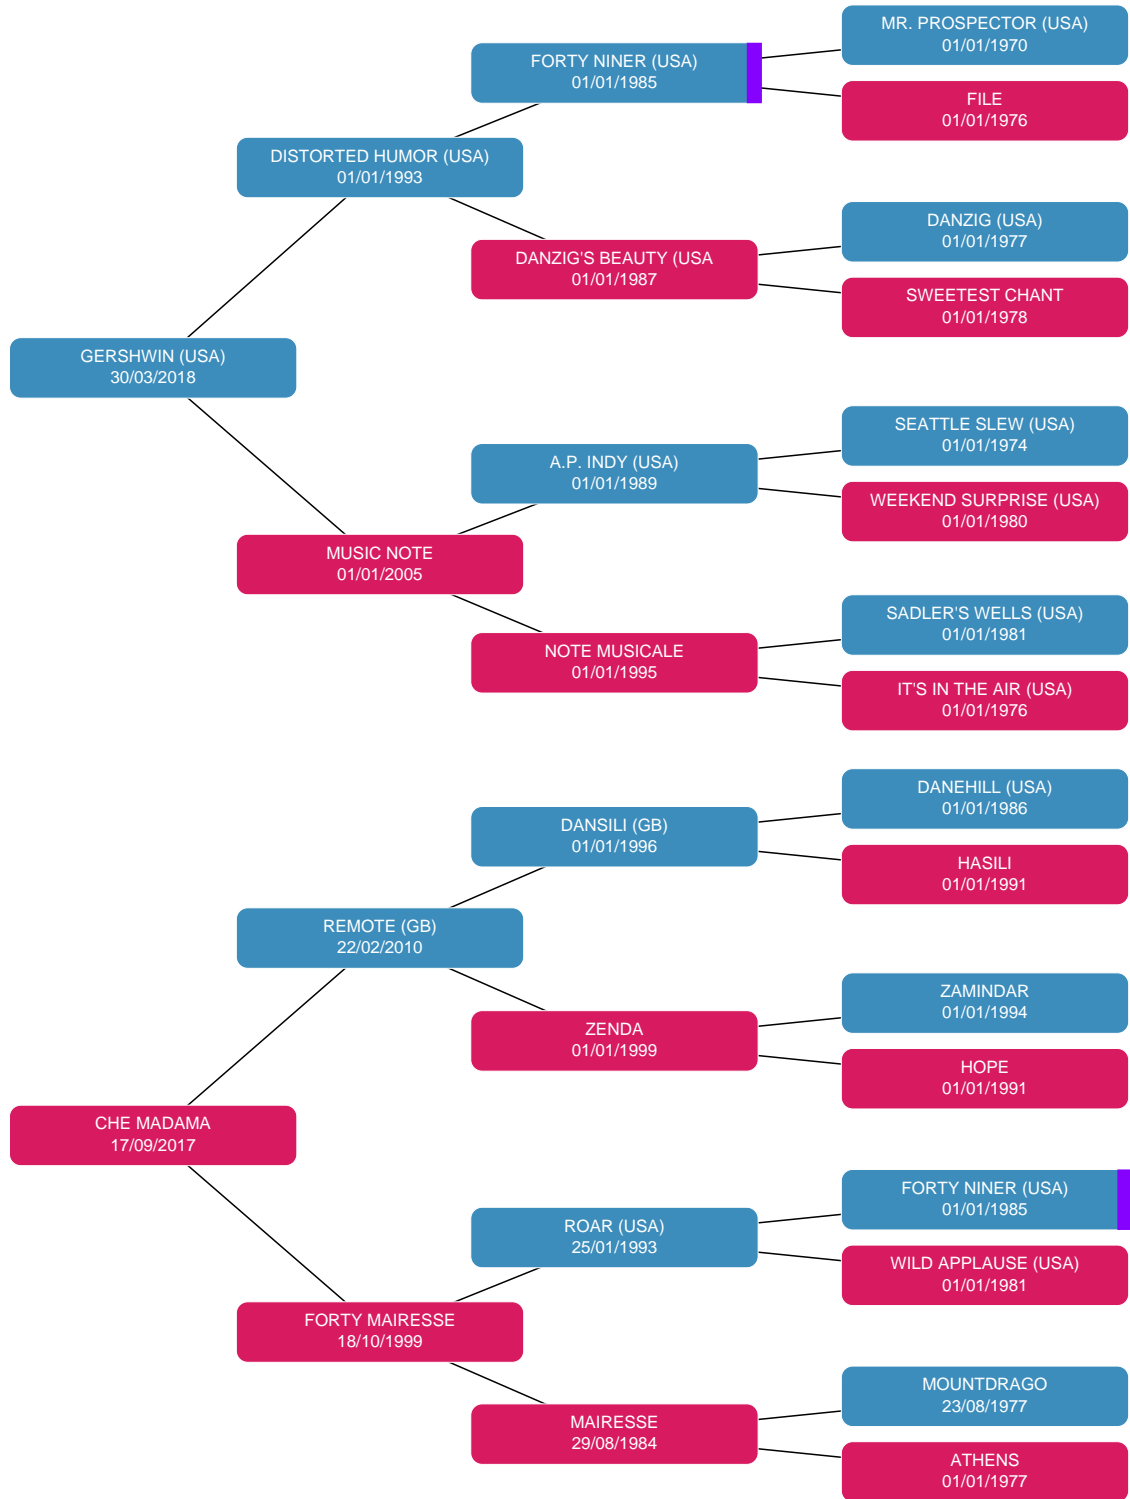 MR. PROSPECTOR (USA)
01/01/1970
FORTY NINER (USA)
01/01/1985
FILE
01/01/1976
DISTORTED HUMOR (USA)
01/01/1993
DANZIG (USA)
01/01/1977
DANZIG'S BEAUTY (USA
01/01/1987
SWEETEST CHANT
01/01/1978
GERSHWIN (USA)
30/03/2018
SEATTLE SLEW (USA)
01/01/1974
A.P. INDY (USA)
01/01/1989
WEEKEND SURPRISE (USA)
01/01/1980
MUSIC NOTE
01/01/2005
SADLER'S WELLS (USA)
01/01/1981
NOTE MUSICALE
01/01/1995
IT'S IN THE AIR (USA)
01/01/1976
DANEHILL (USA)
01/01/1986
DANSILI (GB)
01/01/1996
HASILI
01/01/1991
REMOTE (GB)
22/02/2010
ZAMINDAR
01/01/1994
ZENDA
01/01/1999
HOPE
01/01/1991
CHE MADAMA
17/09/2017
FORTY NINER (USA)
01/01/1985
ROAR (USA)
25/01/1993
WILD APPLAUSE (USA)
01/01/1981
FORTY MAIRESSE
18/10/1999
MOUNTDRAGO
23/08/1977
MAIRESSE
29/08/1984
ATHENS
01/01/1977